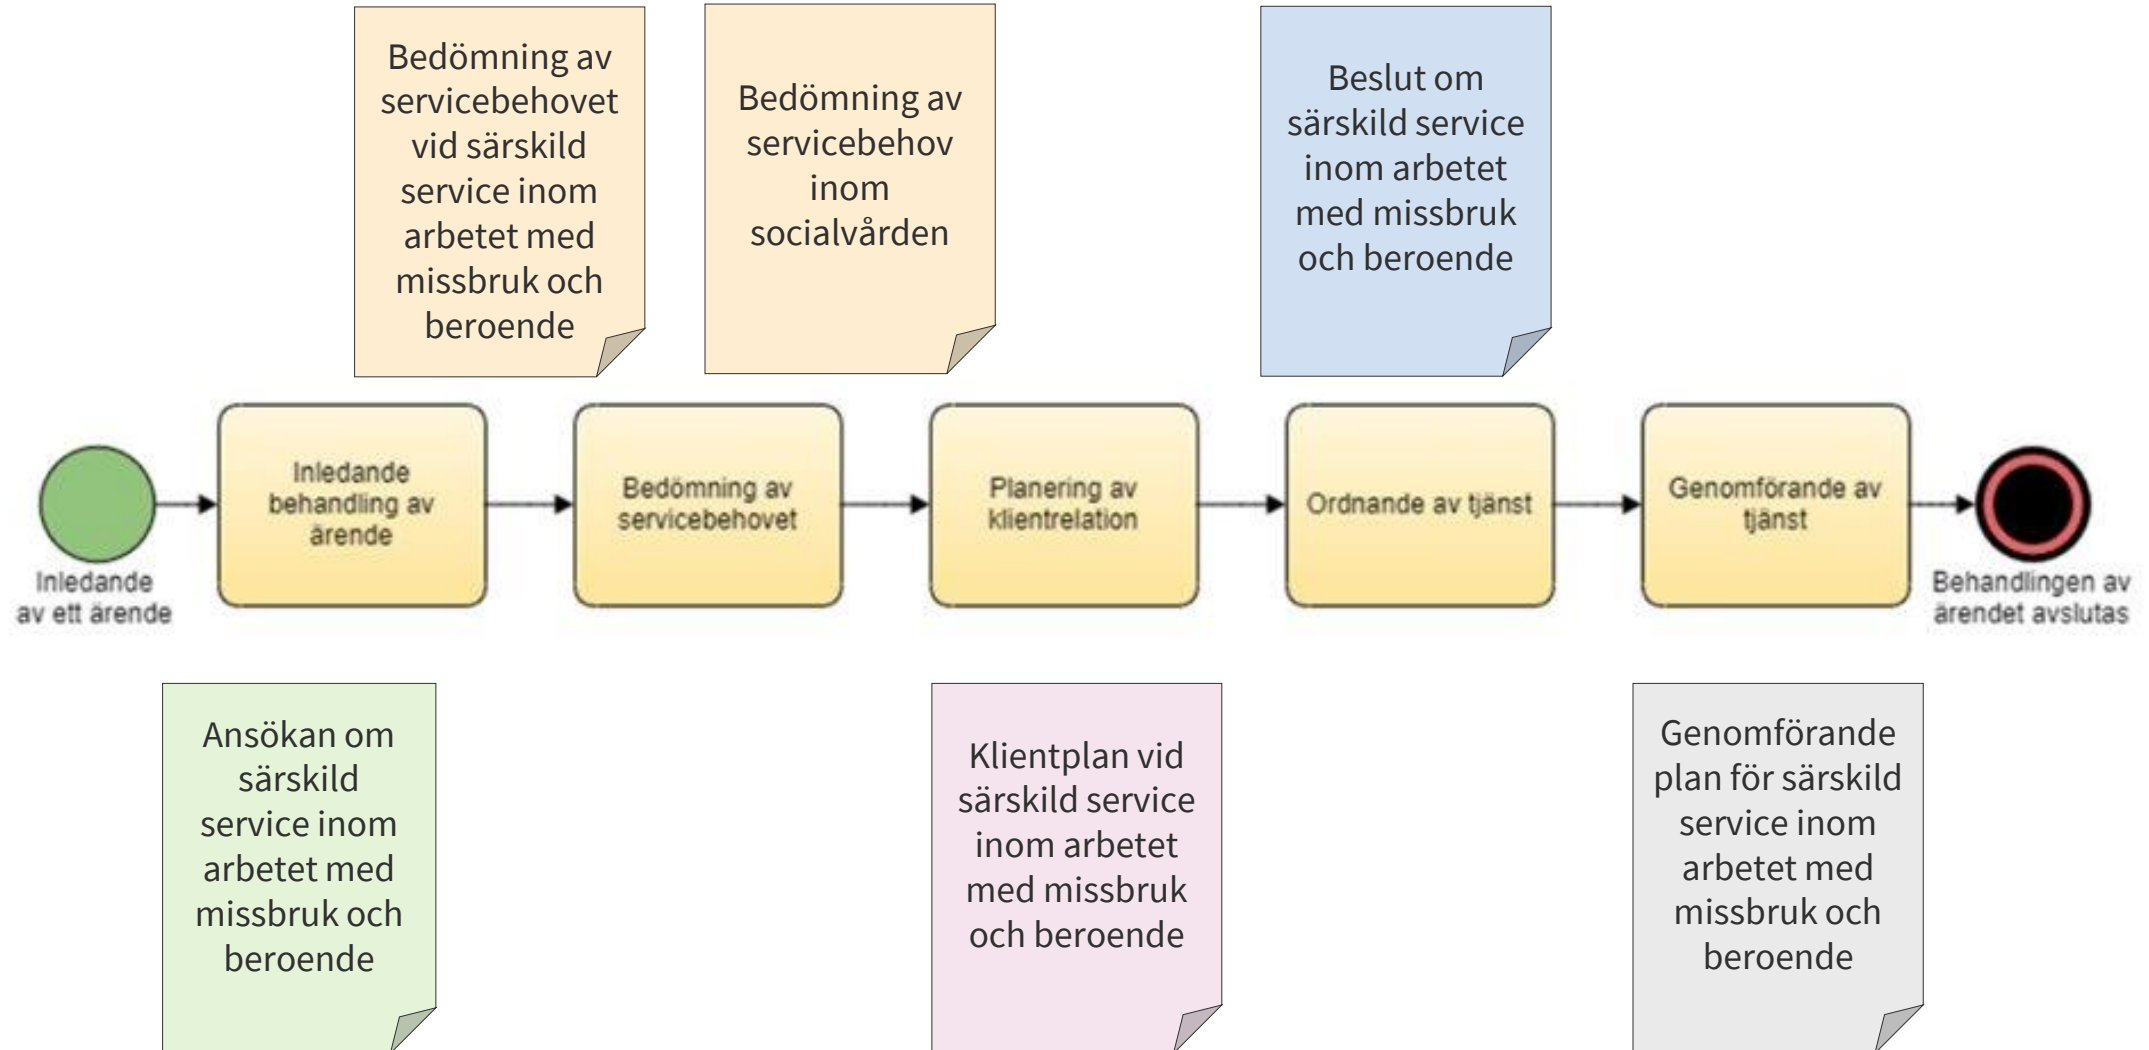 Bedömning av
servicebehovet
vid särskild
service inom
arbetet med
missbruk och
beroende
Bedömning av
servicebehov
inom
socialvården
Beslut om
särskild service
inom arbetet
med missbruk
och beroende
Inledande
av ett ärende
Inledande
behandling av
ärende
Bedömning av
servicebehovet
Planering av
klientrelation
Ordnande av tjänst
Genomförande av
tjänst
Behandlingen av
ärendet avslutas
Ansökan om
särskild
service inom
arbetet med
missbruk och
beroende
Klientplan vid
särskild service
inom arbetet
med missbruk
och beroende
Genomförande
plan för särskild
service inom
arbetet med
missbruk och
beroende